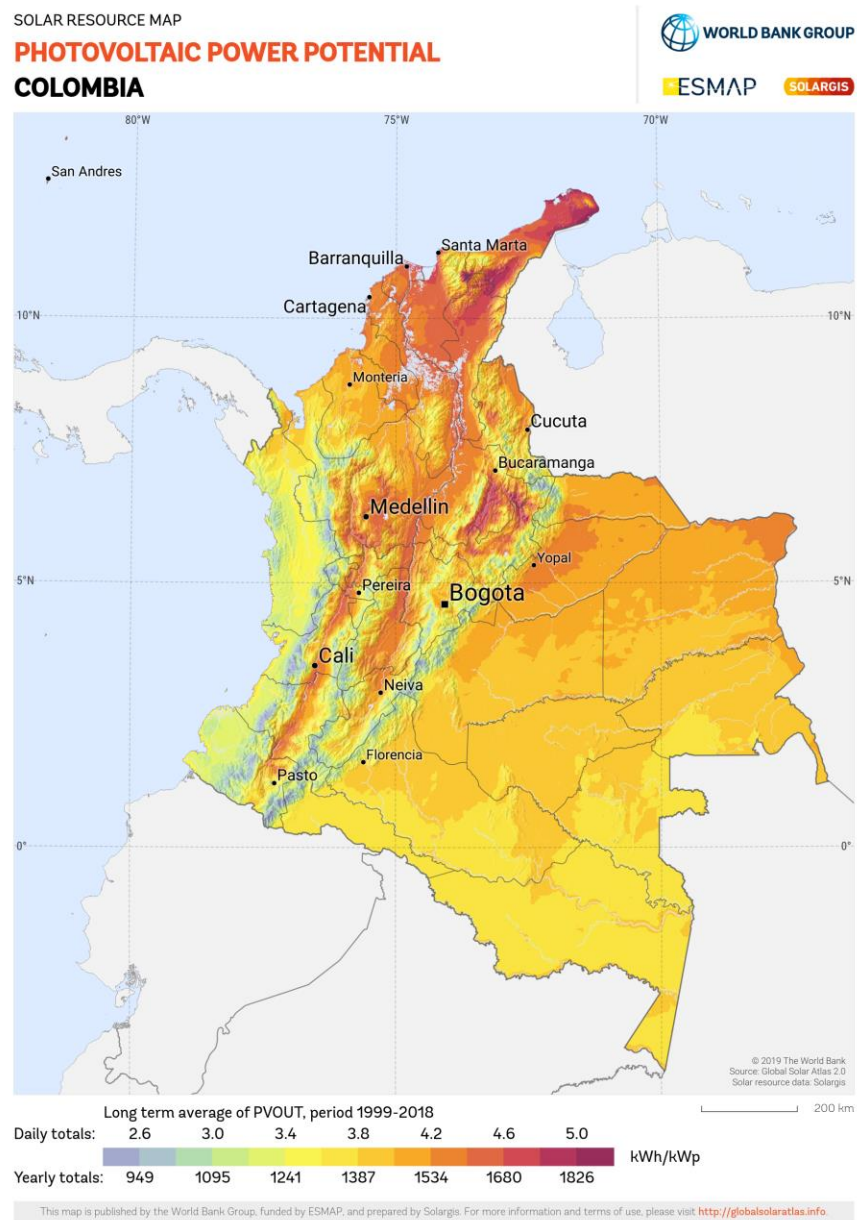 SOLAR RESOURCE MAP
PHOTOVOLTAIC POWER POTENTIAL
COLOMBIA
WORLD BANK GROUP
ESMAP
SOLARGIS
80°W 75°W 70°W
San Andres
Santa Marta
Barranquilla
Cartagena
10°N 10°N
Monteria
Cucuta
Bucaramanga
Medellin
Yopal
5°N 5°N
Pereira
Bogota
Cali
Neiva
Florencia
Pasto
0° 0°
© 2019 The World Bank
Source: Global Solar Atlas 2.0
Solar resource data: Solargis
Long term average of PVOUT, period 1999-2018
200 km
Daily totals: 2.6 3.0 3.4 3.8 4.2 4.6 5.0
kWh/kWp
Yearly totals: 949 1095 1241 1387 1534 1680 1826
This map is published by the World Bank Group, funded by ESMAP, and prepared by Solargis. For more information and terms of use, please visit http://globalsolaratlas.info.